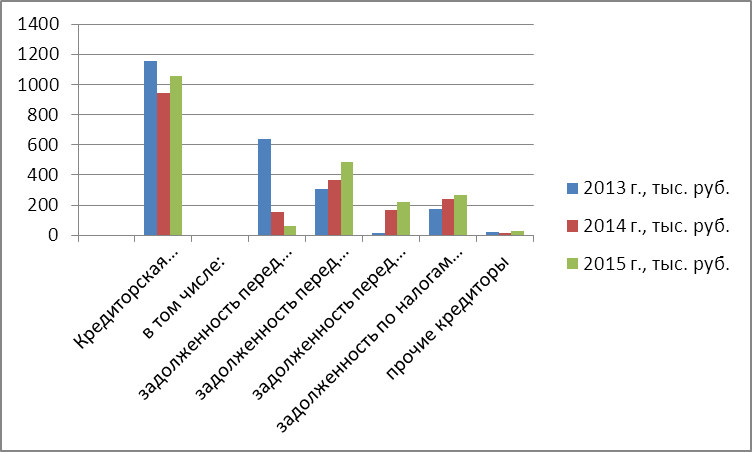 1400
1200
1000
800
600
400
200
0
Кредиторская...
в том числе:
задолженность перед...
задолженность перед...
задолженность перед...
задолженность по налогам...
прочие кредиторы
2013 г., тыс. руб.
2014 г., тыс. руб.
2015 г., тыс. руб.